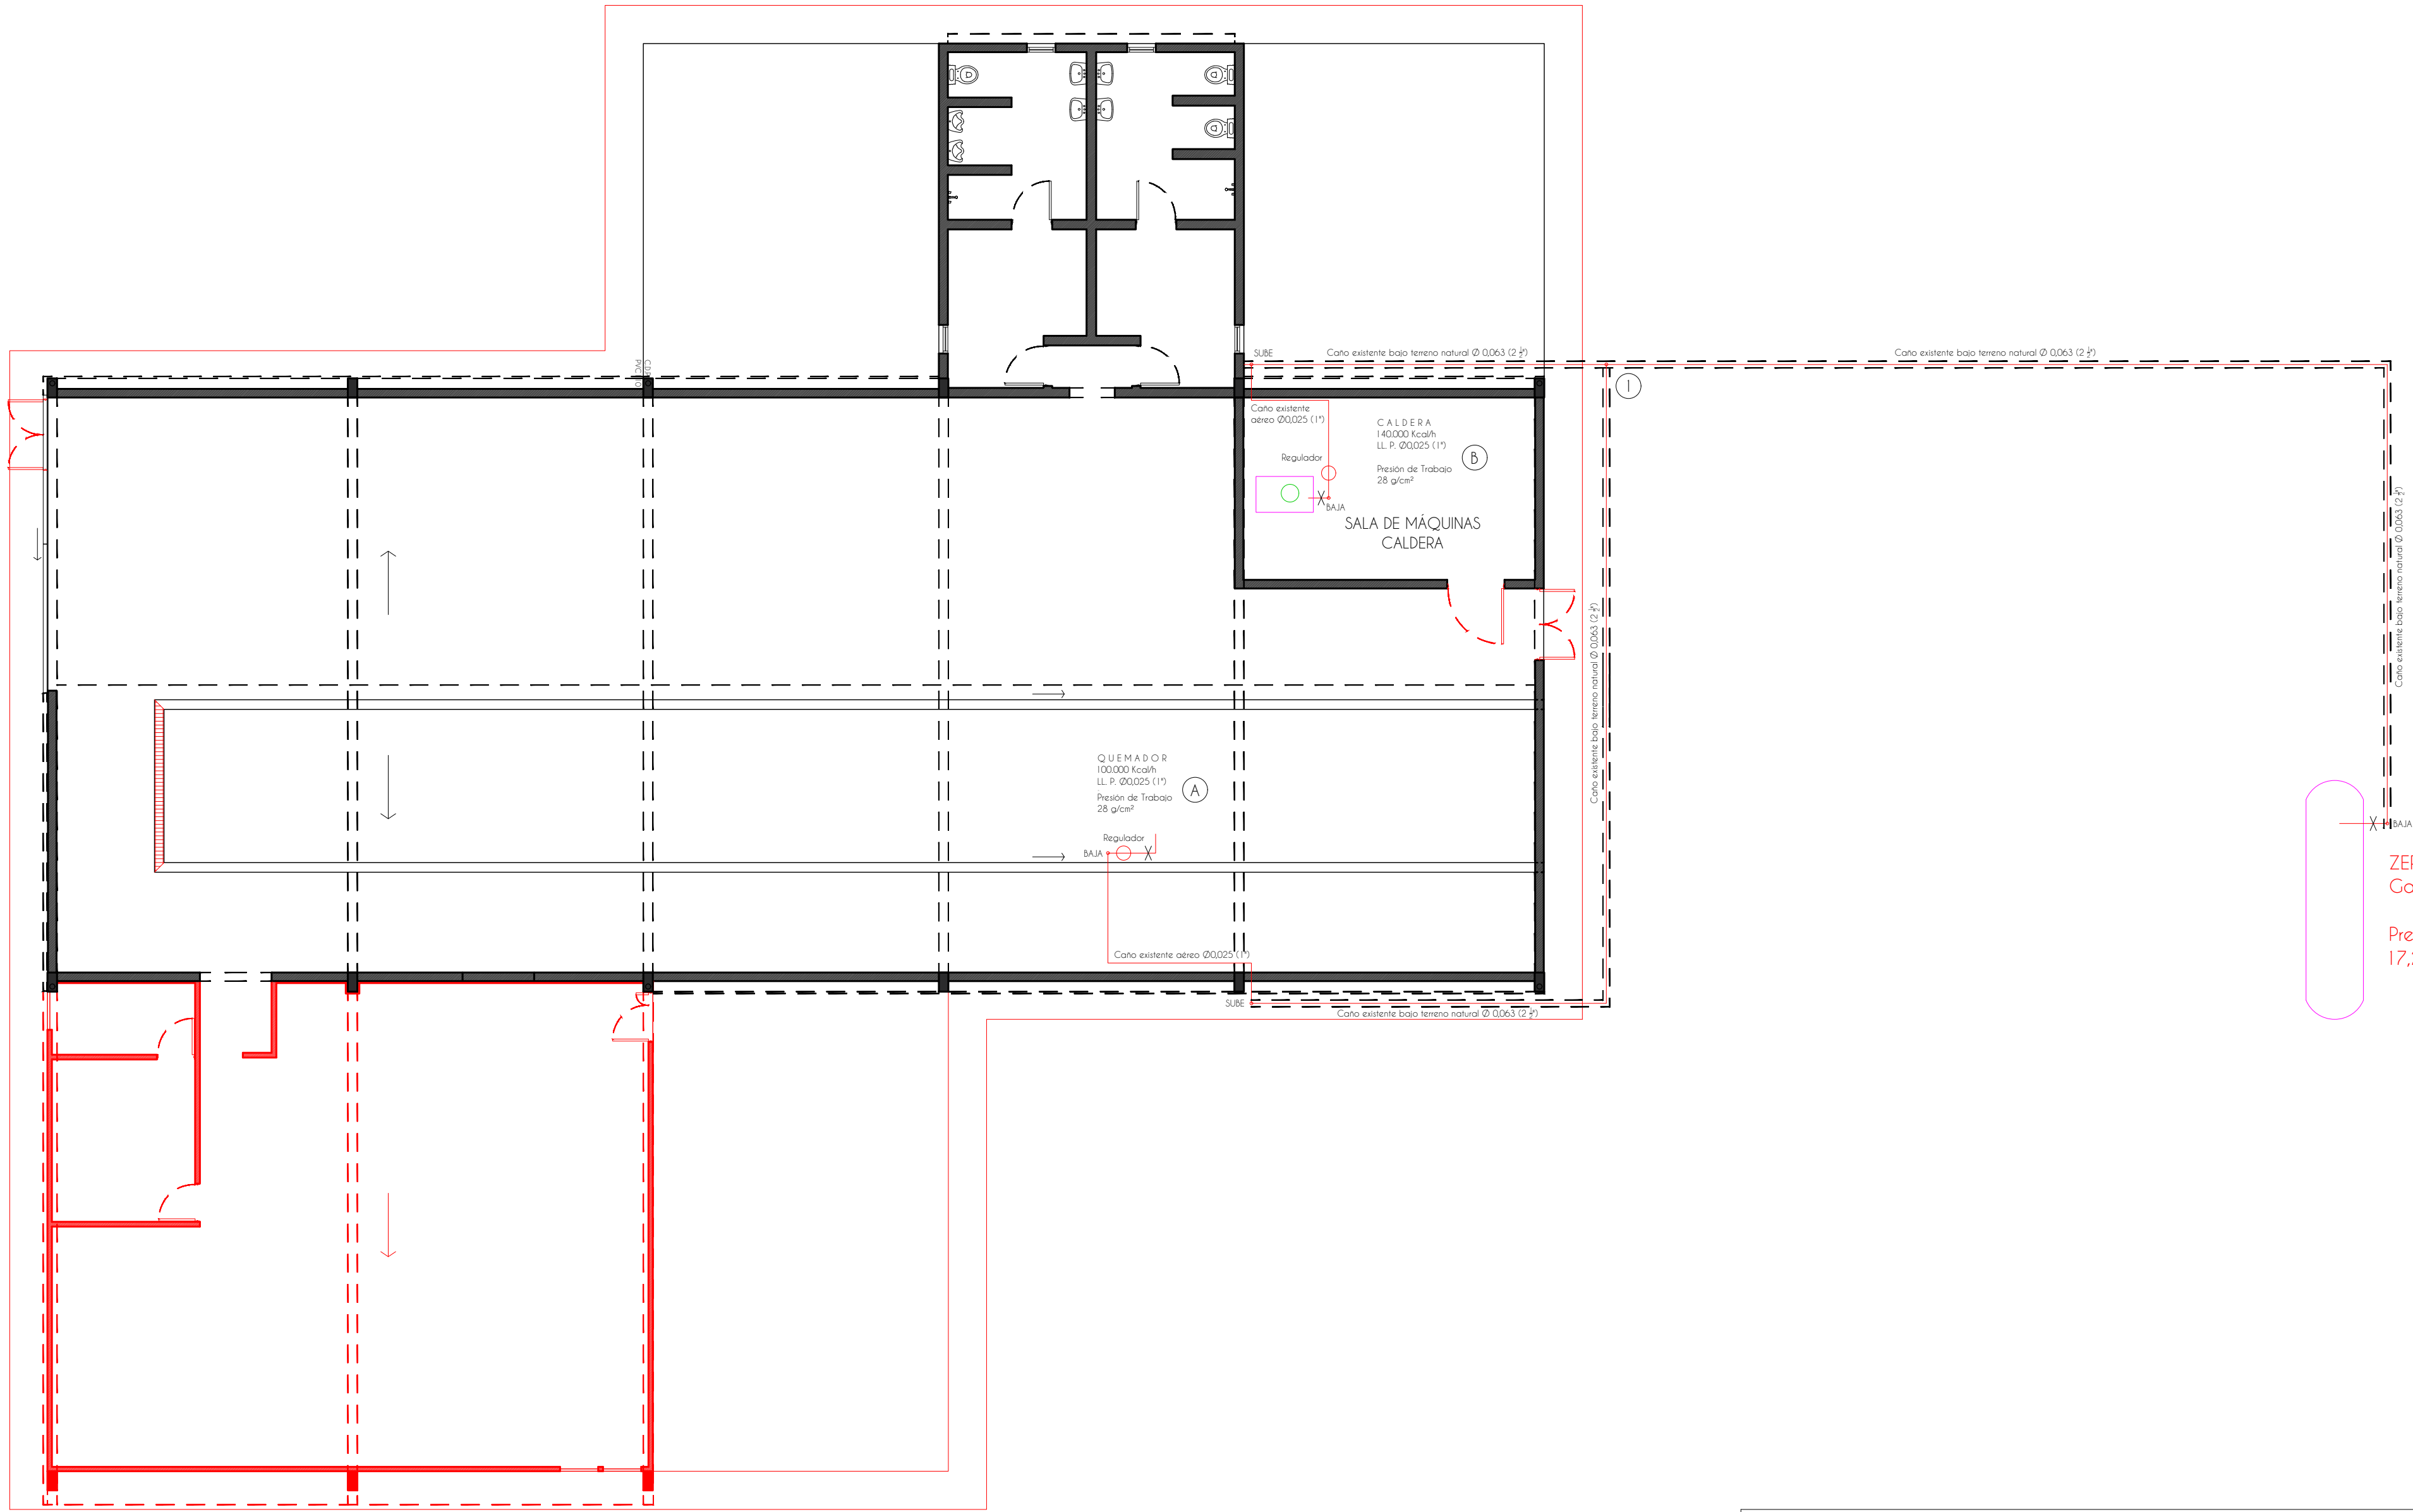 SUBE
Caño existente bajo terreno natural Ø 0,063 (2 ½")
Caño existente bajo terreno natural Ø 0,063 (2 ½")
1
Caño existente
aéreo Ø0,025 (1")
CALDERA
140.000 Kcal/h
LL. P. Ø0,025 (1")
B
Regulador
Presión de Trabajo
28 g/cm²
BAJA
SALA DE MÁQUINAS
CALDERA
Caño existente bajo terreno natural Ø 0,063 (2 ½")
Caño existente bajo terreno natural Ø 0,063 (2 ½")
QUEMADOR
100.000 Kcal/h
LL. P. Ø0,025 (1")
A
Presión de Trabajo
28 g/cm²
Regulador
BAJA
BAJA
Pre
17,
Caño existente aéreo Ø0,025 (1")
SUBE
Caño existente bajo terreno natural Ø 0,063 (2 ½")